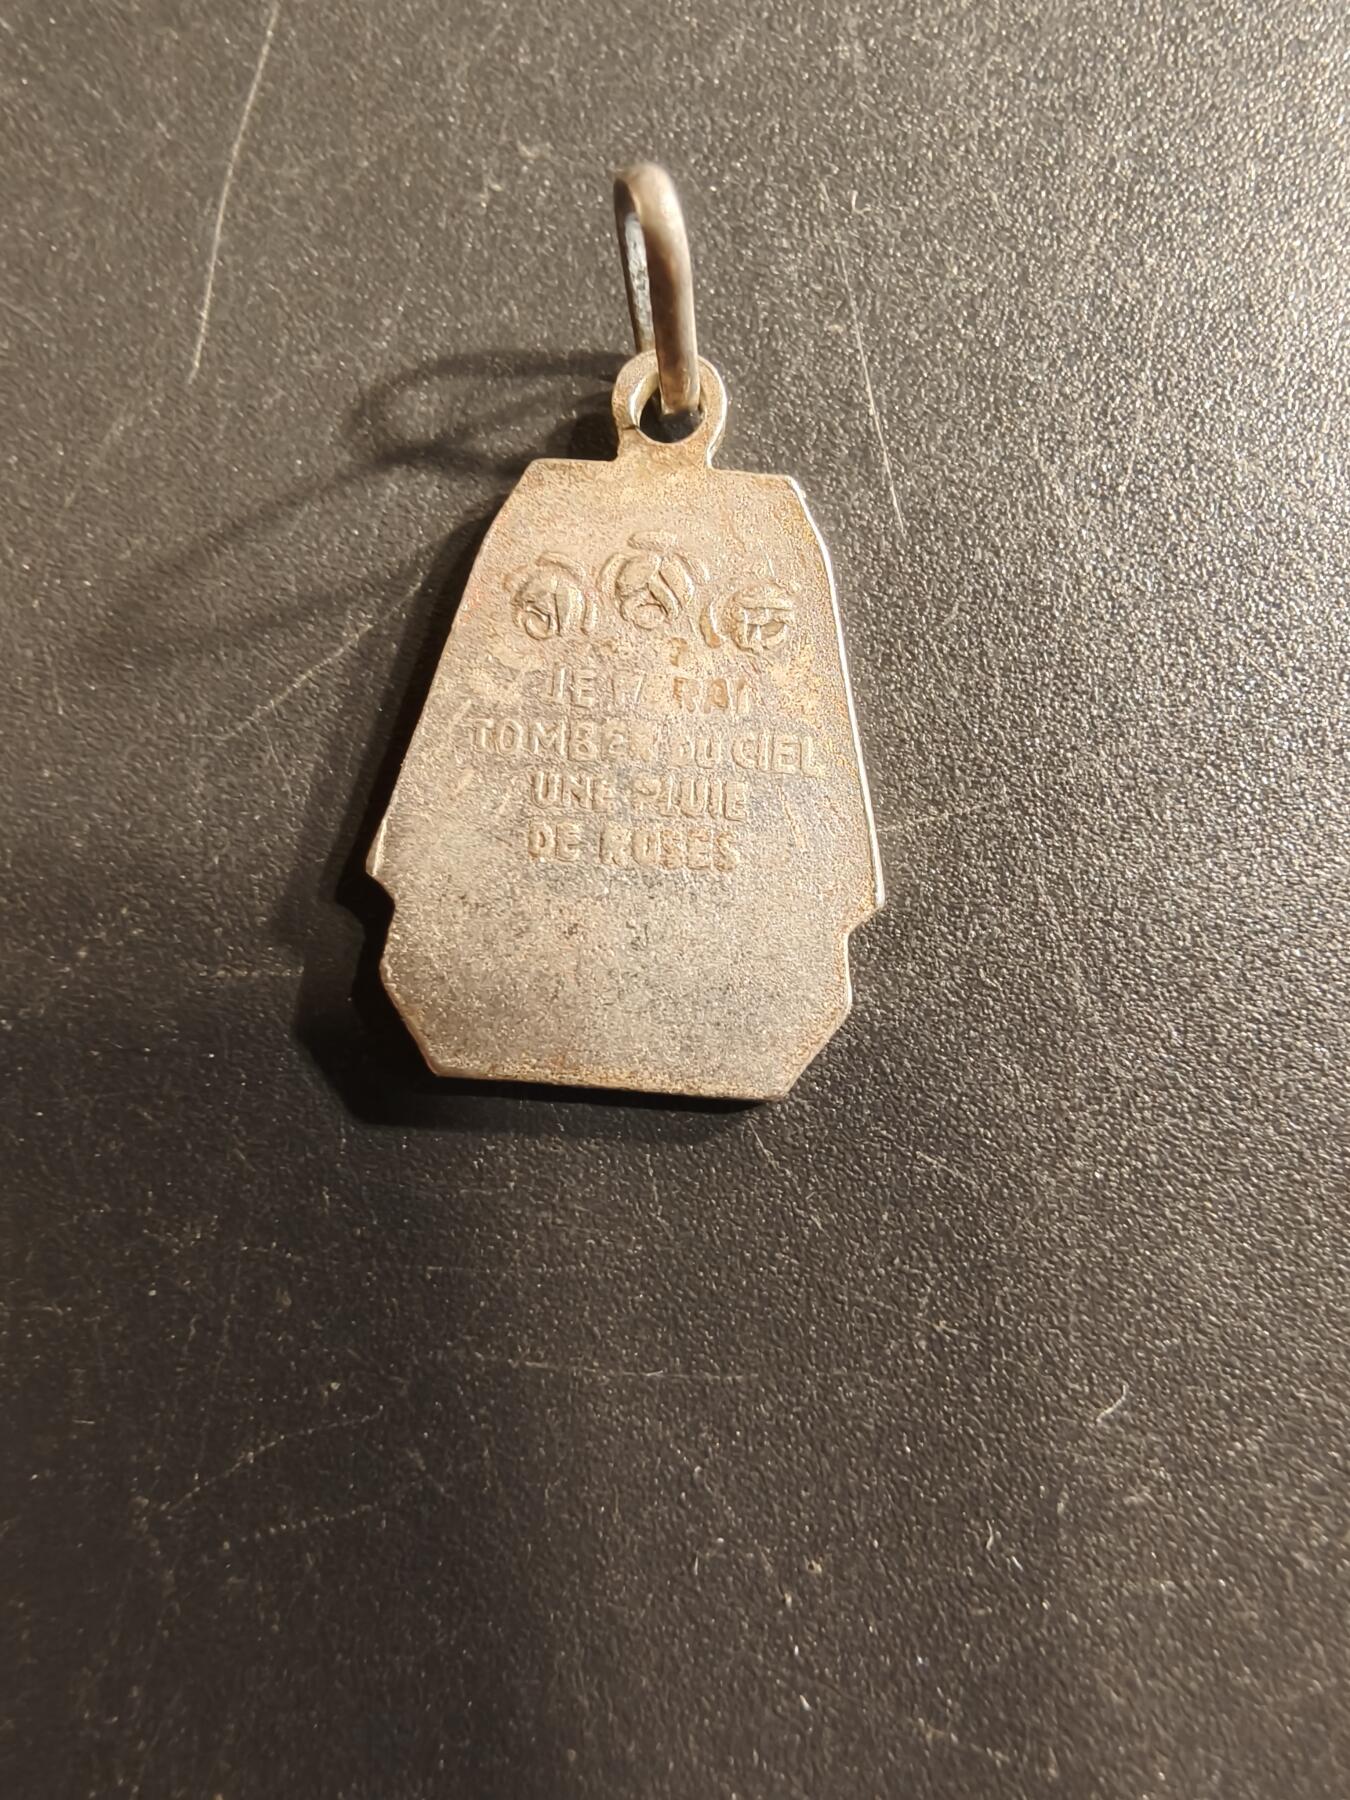 JE FERAI
TOMBER DU CIEL
UNE PLUIE
DE ROSES